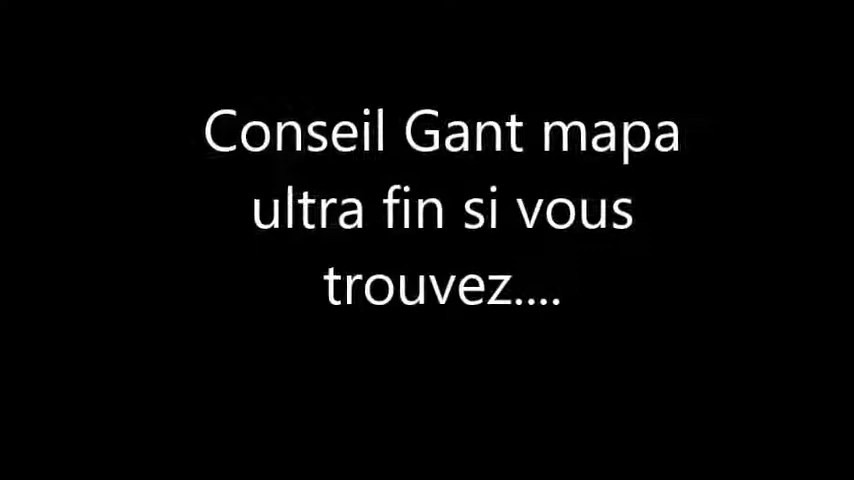 Conseil Gant mapa
ultra fin si vous
trouvez....